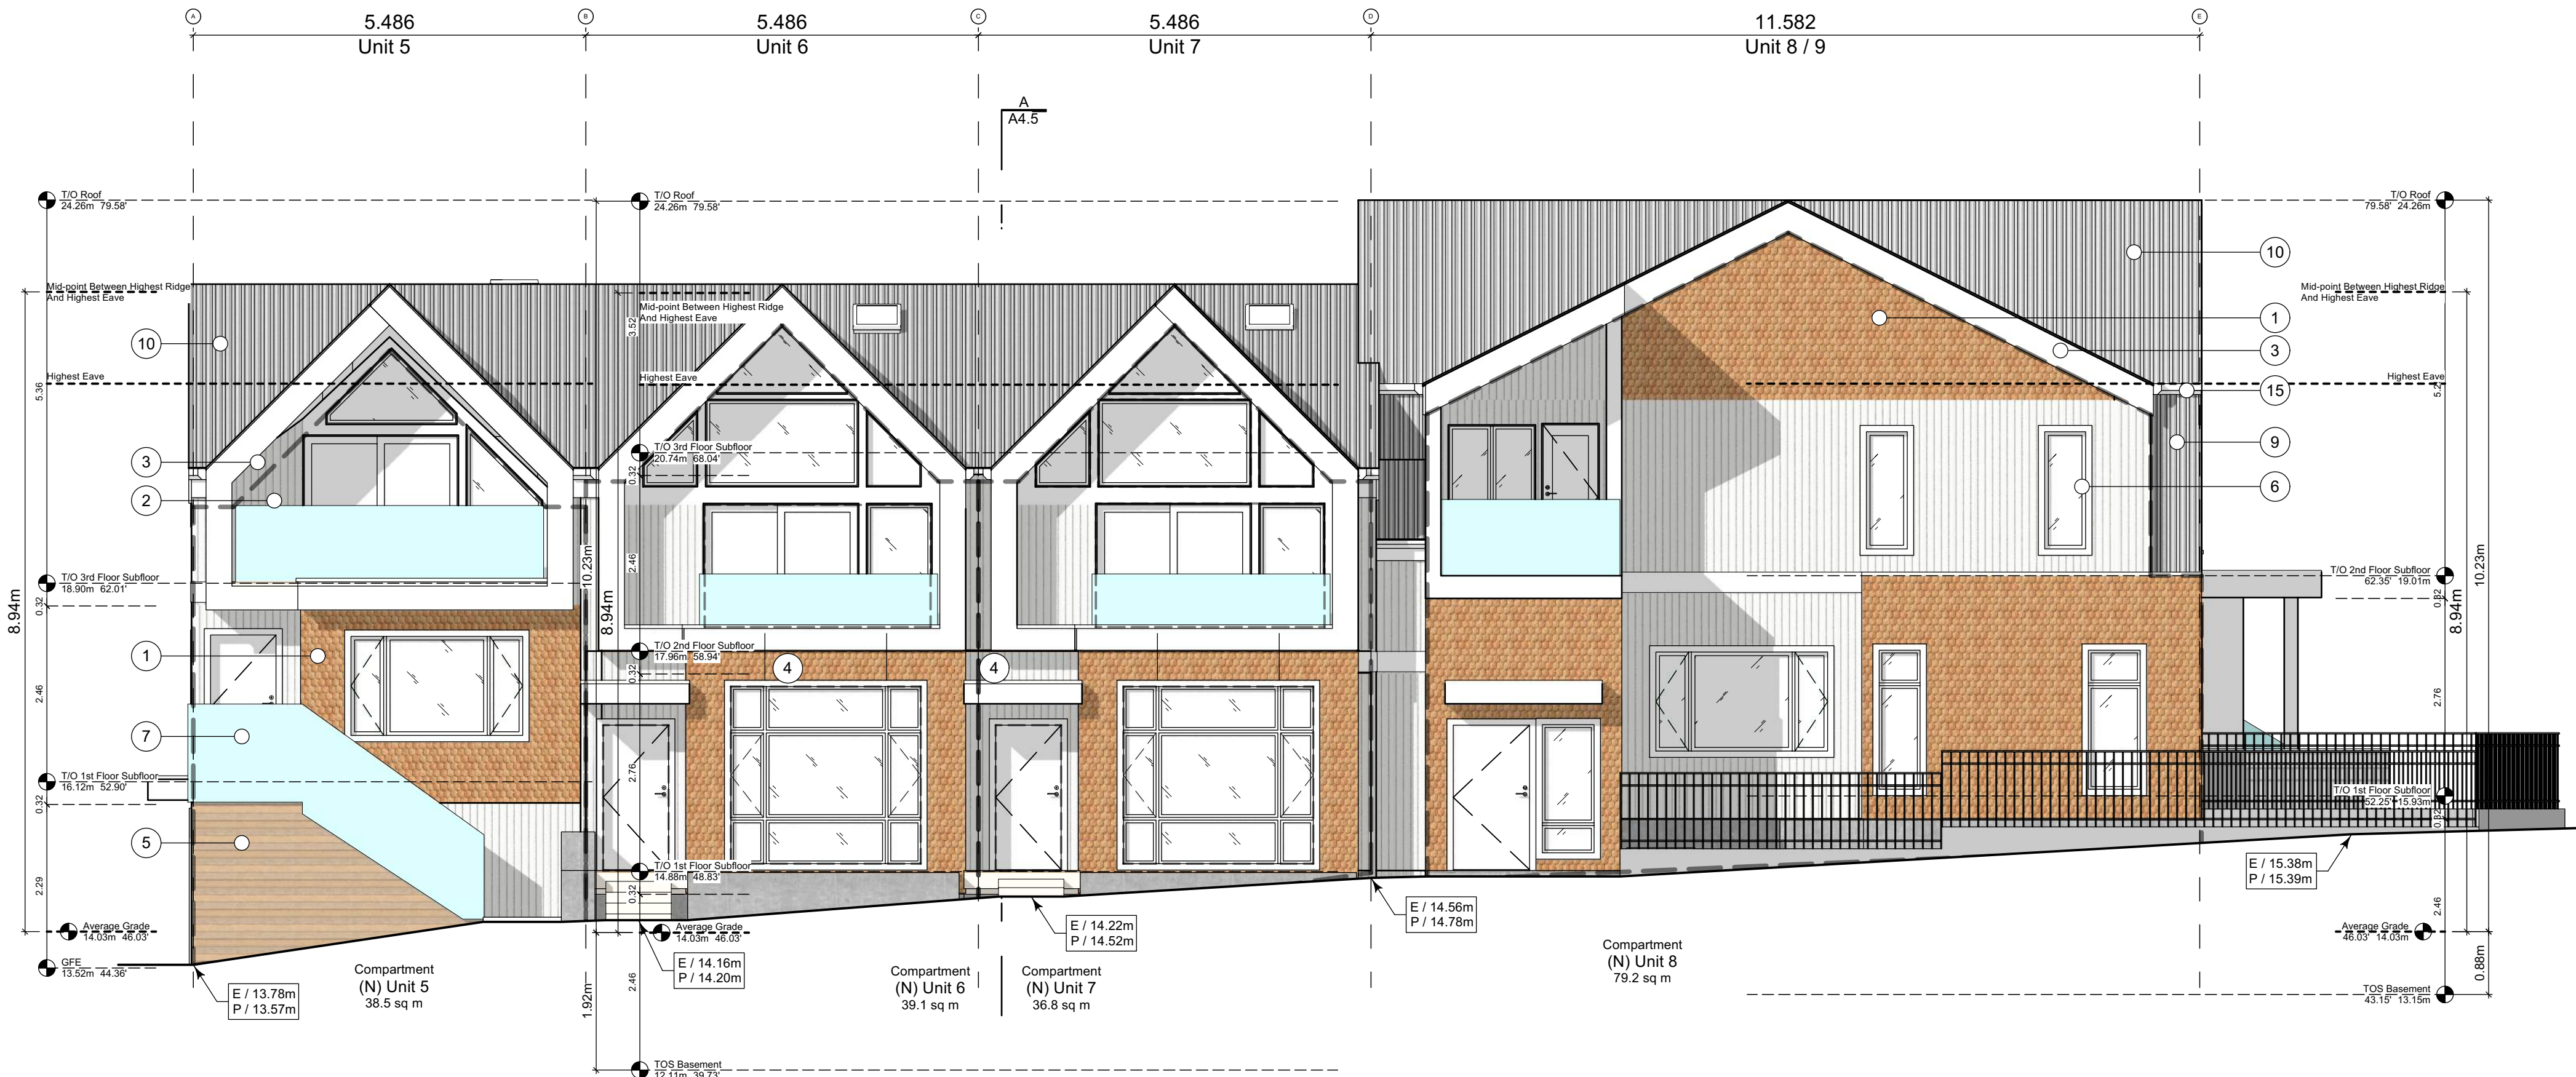 A
B
C
D
E
5.486
5.486
5.486
11.582
Unit 5
Unit 6
Unit 7
Unit 8 / 9
A
A4.5
T/O Roof
24.26m 79.58'
T/O Roof
24.26m 79.58'
T/O Roof
79.58' 24.26m
10
Mid-point Between Highest Ridge
And Highest Eave
Mid-point Between Highest Ridge
And Highest Eave
3.52
Mid-point Between Highest Ridge
And Highest Eave
1
10
3
Highest Eave
5.36
Highest Eave
Highest Eave
5.2
15
3
T/O 3rd Floor Subfloor
20.74m 68.04'
0.32
9
2
6
10.23m
2.46
10.23m
T/O 3rd Floor Subfloor
18.90m 62.01'
0.32
8.94m
8.94m
T/O 2nd Floor Subfloor
62.35' 19.01m
0.32
8.94m
1
T/O 2nd Floor Subfloor
17.96m 58.94'
0.32
4
4
2.46
2.76
7
2.76
T/O 1st Floor Subfloor
16.12m 52.90'
0.32
T/O 1st Floor Subfloor
52.25' 15.93m
0.32
5
T/O 1st Floor Subfloor
14.88m 48.83'
0.32
2.29
E / 15.38m
P / 15.39m
2.46
E / 14.56m
P / 14.78m
E / 14.22m
P / 14.52m
Average Grade
14.03m 46.03'
Average Grade
14.03m 46.03'
Average Grade
46.03' 14.03m
GFE
13.52m 44.36'
E / 14.16m
P / 14.20m
2.46
Compartment
(N) Unit 5
38.5 sq m
Compartment
(N) Unit 6
39.1 sq m
Compartment
(N) Unit 7
36.8 sq m
Compartment
(N) Unit 8
79.2 sq m
0.88m
E / 13.78m
P / 13.57m
1.92m
TOS Basement
43.15' 13.15m
TOS Basement
12.11m 39.73'